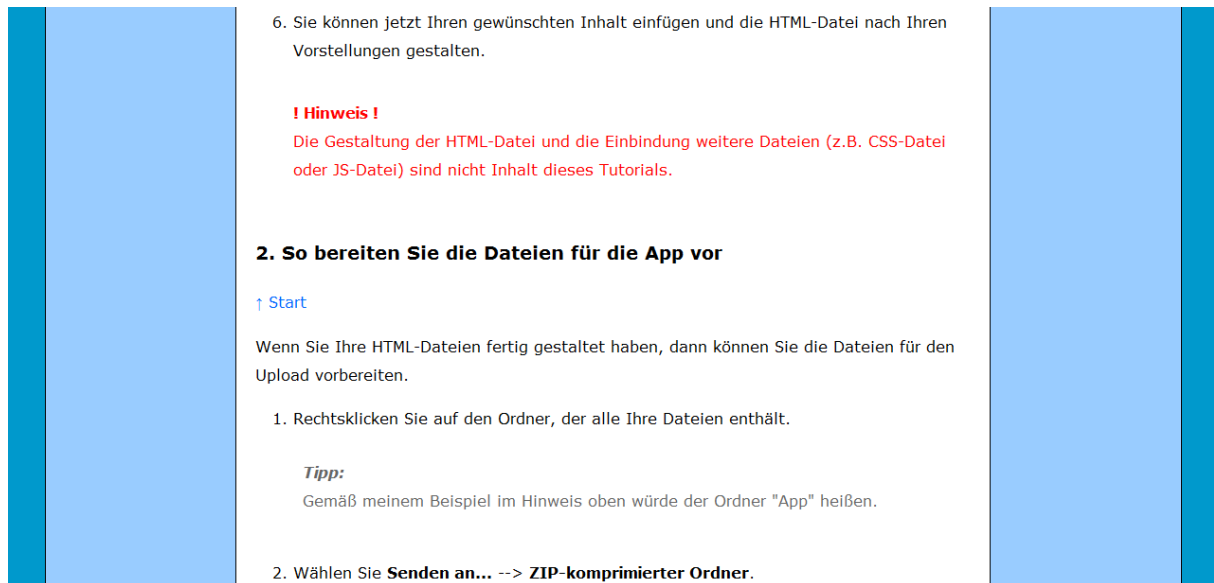 6. Sie können jetzt Ihren gewünschten Inhalt einfügen und die HTML-Datei nach Ihren
Vorstellungen gestalten.
! Hinweis !
Die Gestaltung der HTML-Datei und die Einbindung weitere Dateien (z.B. CSS-Datei
oder JS-Datei) sind nicht Inhalt dieses Tutorials.
2. So bereiten Sie die Dateien für die App vor
↑ Start
Wenn Sie Ihre HTML-Dateien fertig gestaltet haben, dann können Sie die Dateien für den
Upload vorbereiten.
1. Rechtsklicken Sie auf den Ordner, der alle Ihre Dateien enthält.
Tipp:
Gemäß meinem Beispiel im Hinweis oben würde der Ordner "App" heißen.
2. Wählen Sie Senden an... --> ZIP-komprimierter Ordner.